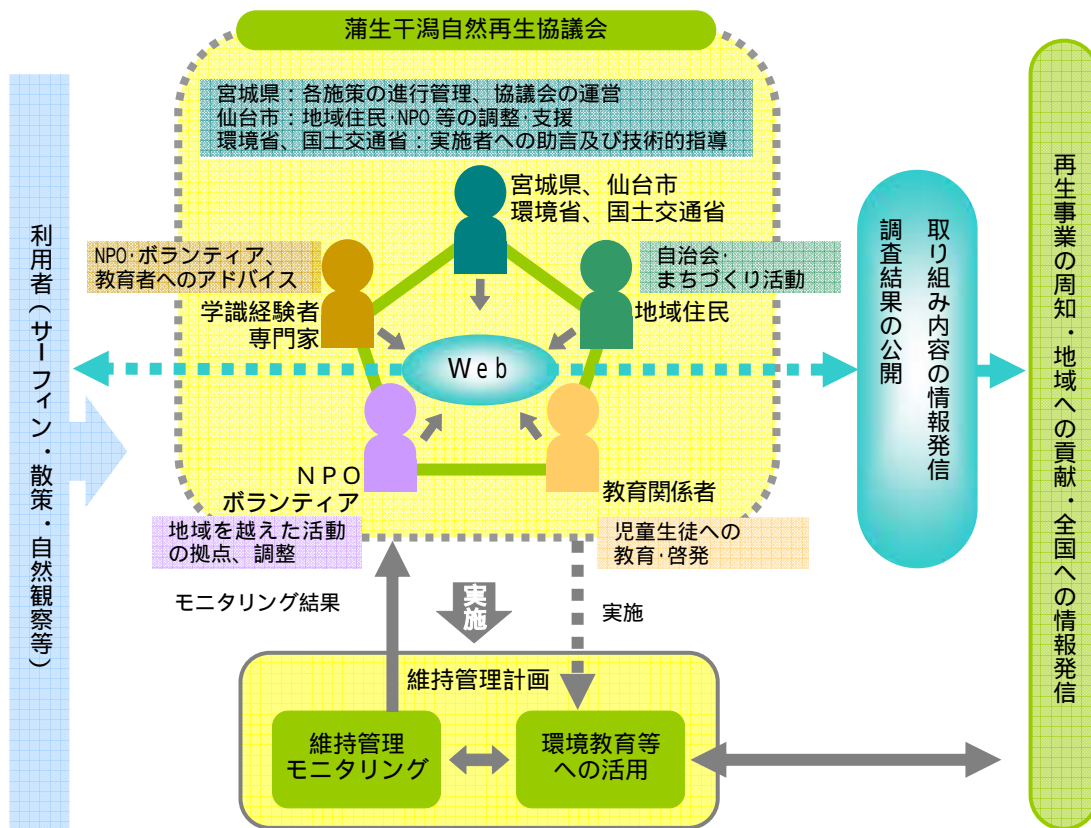 蒲生干潟自然再生協議会
宮城県：各施策の進行管理、協議会の運営
仙台市：地域住民･NPO等の調整･支援
環境省、国土交通省：実施者への助言及び技術的指導
宮城県、仙台市
環境省、国土交通省
NPO･ボランティア、
教育者へのアドバイス
学識経験者
専門家
自治会･
まちづくり活動
地域住民
Web
NPO
ボランティア
地域を越えた活動
の拠点、調整
教育関係者
児童生徒への
教育･啓発
利用者（サーフィン・散策・自然観察等）
取り組み内容の情報発信
調査結果の公開
再生事業の周知・地域への貢献・全国への情報発信
モニタリング結果
実施
実施
維持管理計画
維持管理
モニタリング
環境教育等
への活用